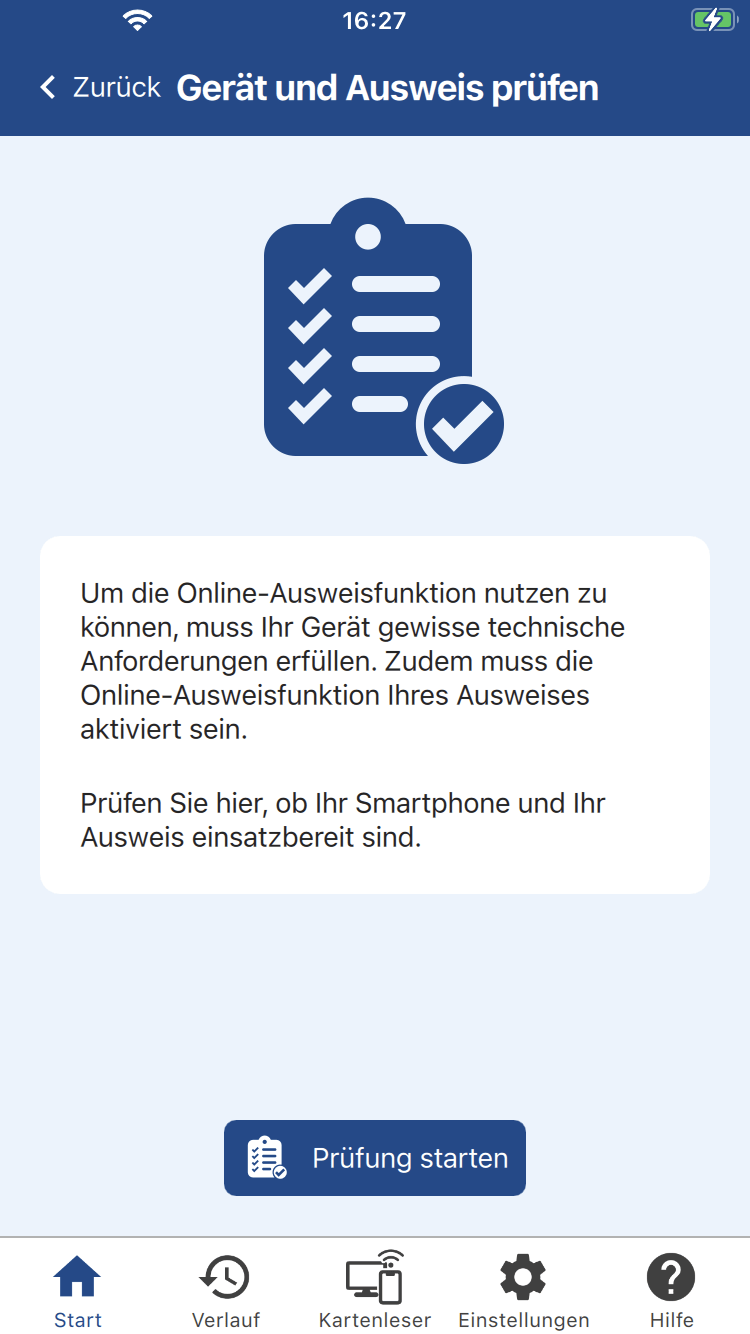 16:27
Zurück Gerät und Ausweis prüfen
Um die Online-Ausweisfunktion nutzen zu
können, muss Ihr Gerät gewisse technische
Anforderungen erfüllen. Zudem muss die
Online-Ausweisfunktion Ihres Ausweises
aktiviert sein.
Prüfen Sie hier, ob Ihr Smartphone und Ihr
Ausweis einsatzbereit sind.
Prüfung starten
Start Verlauf Kartenleser Einstellungen Hilfe